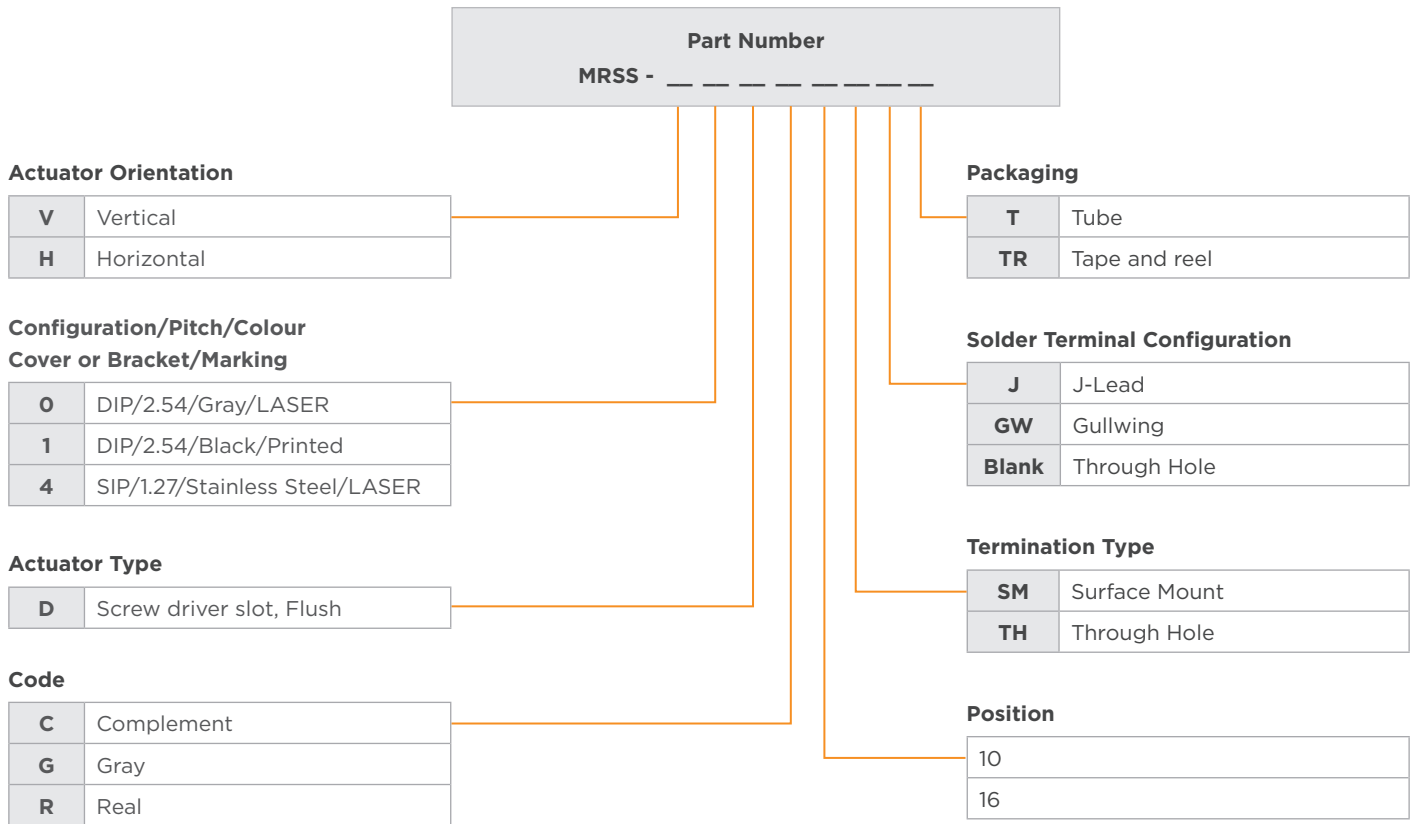 Part Number
MRSS - __ __ __ __ __ __ __ __
Actuator Orientation
V Vertical
H Horizontal
Configuration/Pitch/Colour
Cover or Bracket/Marking
0 DIP/2.54/Gray/LASER
1 DIP/2.54/Black/Printed
4 SIP/1.27/Stainless Steel/LASER
Actuator Type
D Screw driver slot, Flush
Code
C Complement
G Gray
R Real
Packaging
T Tube
TR Tape and reel
Solder Terminal Configuration
J J-Lead
GW Gullwing
Blank Through Hole
Termination Type
SM Surface Mount
TH Through Hole
Position
10
16